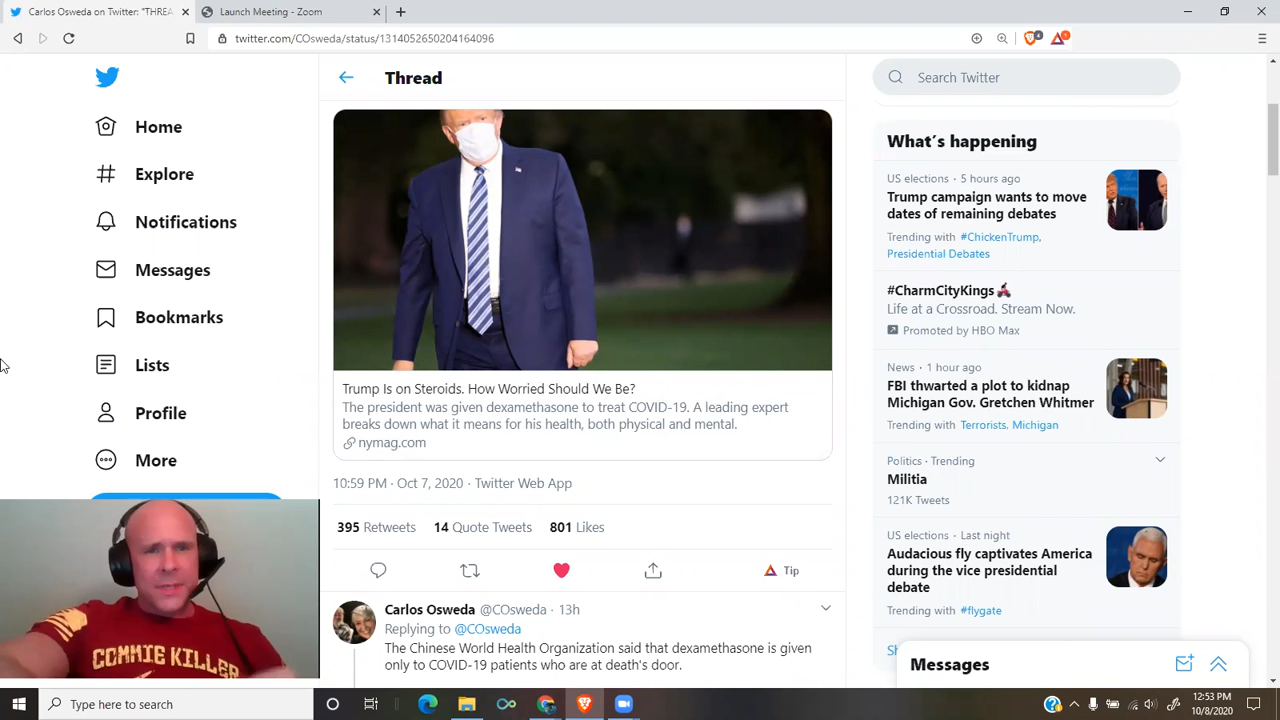 Carlos Osweda on Twitter: "THREA
Launch Meeting - Zoom
twitter.com/COsweda/status/1314052650204164096
Home
Explore
Notifications
Messages
Bookmarks
Lists
Profile
More
COMMIE KILLER
Thread
Trump Is on Steroids. How Worried Should We Be?
The president was given dexamethasone to treat COVID-19. A leading expert
breaks down what it means for his health, both physical and mental.
nymag.com
10:59 PM · Oct 7, 2020 · Twitter Web App
395 Retweets 14 Quote Tweets 801 Likes
Tip
Carlos Osweda @COsweda · 13h
Replying to @COsweda
The Chinese World Health Organization said that dexamethasone is given
only to COVID-19 patients who are at death's door.
Search Twitter
What's happening
US elections · 5 hours ago
Trump campaign wants to move
dates of remaining debates
Trending with #ChickenTrump,
Presidential Debates
#CharmCityKings
Life at a Crossroad. Stream Now.
Promoted by HBO Max
News · 1 hour ago
FBI thwarted a plot to kidnap
Michigan Gov. Gretchen Whitmer
Trending with Terrorists, Michigan
Politics · Trending
Militia
121K Tweets
US elections · Last night
Audacious fly captivates America
during the vice presidential
debate
Trending with #flygate
Messages
Type here to search
12:53 PM
10/8/2020